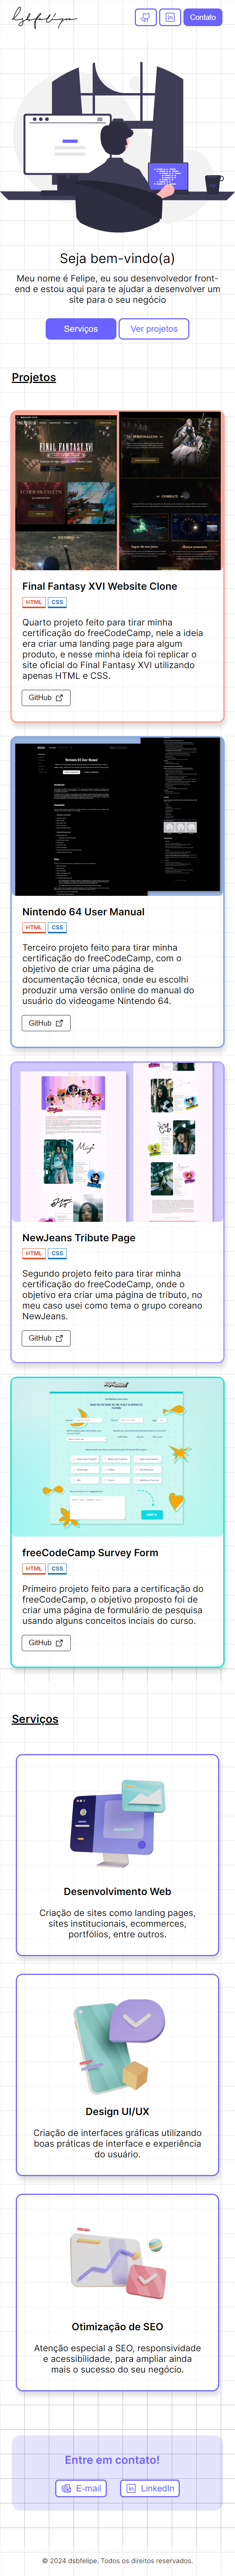 dsbfelipe
Contato
Seja bem-vindo(a)
Meu nome é Felipe, eu sou desenvolvedor front-
end e estou aqui para te ajudar a desenvolver um
site para o seu negócio
Serviços
Ver projetos
Projetos
FINAL FANTASY XVI
Final Fantasy XVI Website Clone
HTML CSS
Quarto projeto feito para tirar minha
certificação do freeCodeCamp, nele a ideia
era criar uma landing page para algum
produto, e nesse minha ideia foi replicar o
site oficial do Final Fantasy XVI utilizando
apenas HTML e CSS.
GitHub
Nintendo 64 User Manual
Nintendo 64 User Manual
HTML CSS
Terceiro projeto feito para tirar minha
certificação do freeCodeCamp, com o
objetivo de criar uma página de
documentação técnica, onde eu escolhi
produzir uma versão online do manual do
usuário do videogame Nintendo 64.
GitHub
NewJeans Tribute Page
HTML CSS
Segundo projeto feito para tirar minha
certificação do freeCodeCamp, onde o
objetivo era criar uma página de tributo, no
meu caso usei como tema o grupo coreano
NewJeans.
GitHub
freeCodeCamp Survey Form
HTML CSS
Primeiro projeto feito para a certificação do
freeCodeCamp, o objetivo proposto foi de
criar uma página de formulário de pesquisa
usando alguns conceitos inciais do curso.
GitHub
Serviços
Desenvolvimento Web
Criação de sites como landing pages,
sites institucionais, ecommerces,
portfólios, entre outros.
Design UI/UX
Criação de interfaces gráficas utilizando
boas práticas de interface e experiência
do usuário.
Otimização de SEO
Atenção especial a SEO, responsividade
e acessibilidade, para ampliar ainda
mais o sucesso do seu negócio.
Entre em contato!
E-mail
LinkedIn
© 2024 dsbfelipe. Todos os direitos reservados.